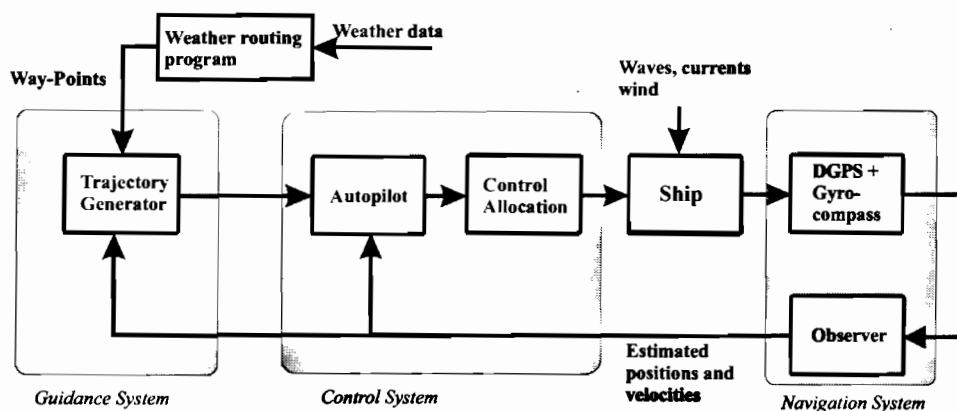 Weather routing
program
Weather data
Way-Points
Waves, currents
wind
Trajectory
Generator
Autopilot
Control
Allocation
Ship
DGPS +
Gyro-
compass
Observer
Estimated
positions and
velocities
Guidance System
Control System
Navigation System